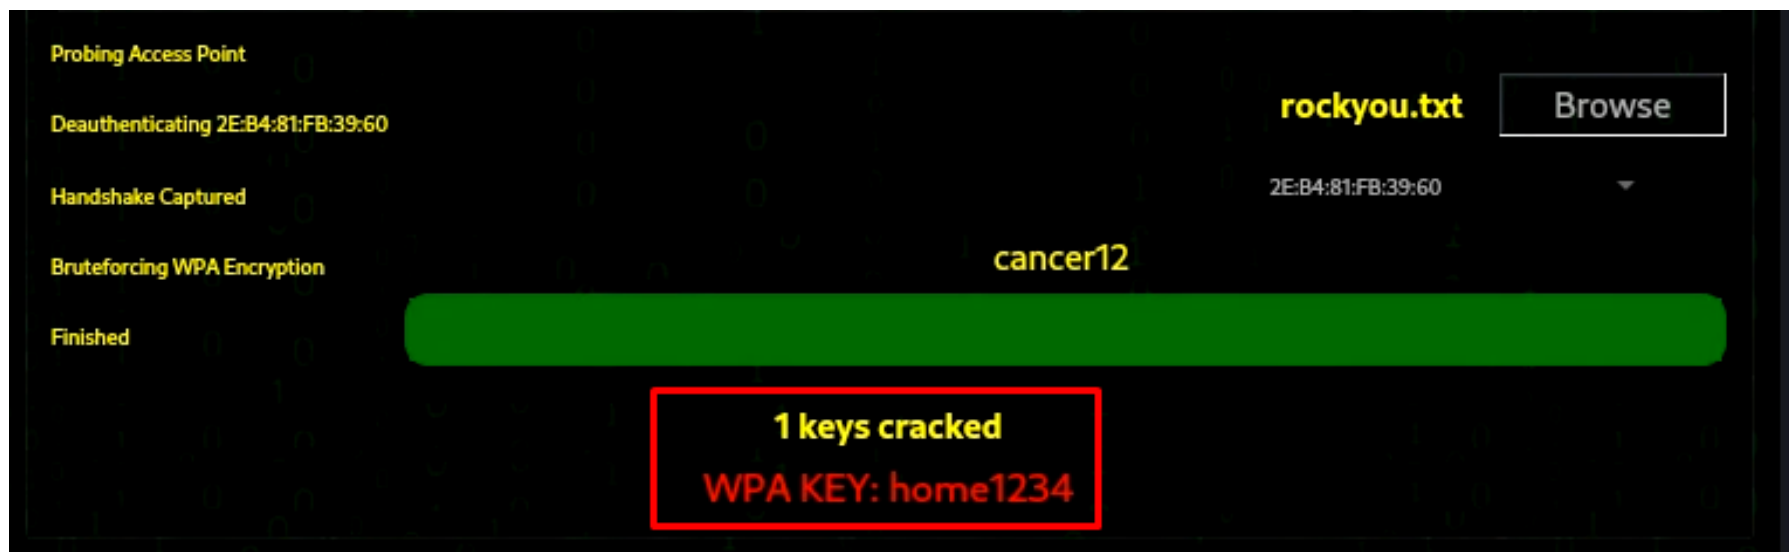 Probing Access Point
rockyou.txt Browse
Deauthenticating 2E:B4:81:FB:39:60
2E:B4:81:FB:39:60
Handshake Captured
cancer12
Bruteforcing WPA Encryption
Finished
1 keys cracked
WPA KEY: home1234